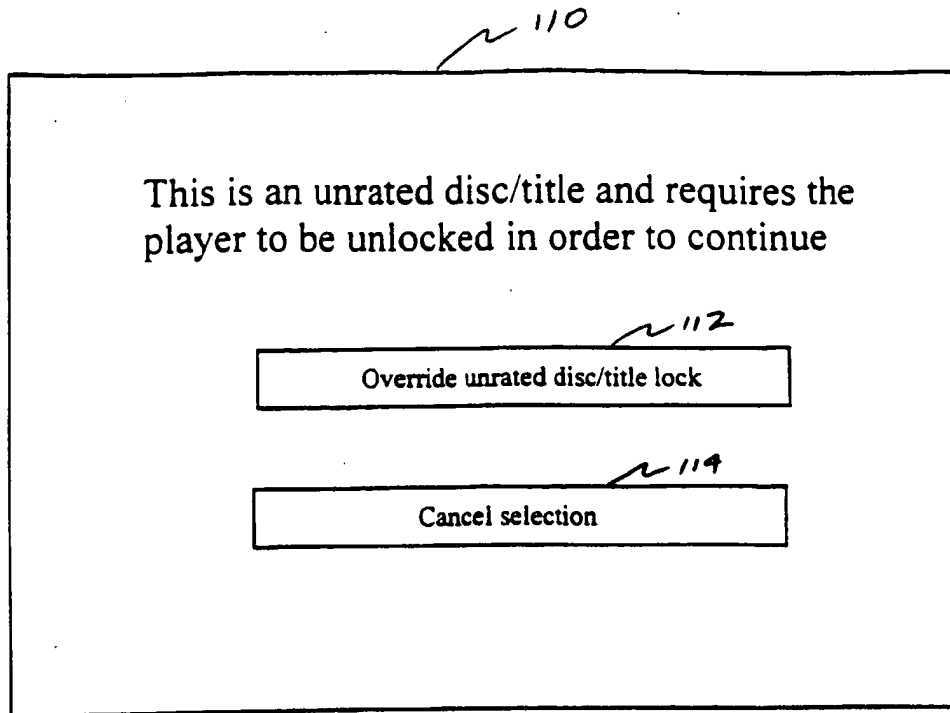 110
This is an unrated disc/title and requires the
player to be unlocked in order to continue
112
Override unrated disc/title lock
114
Cancel selection